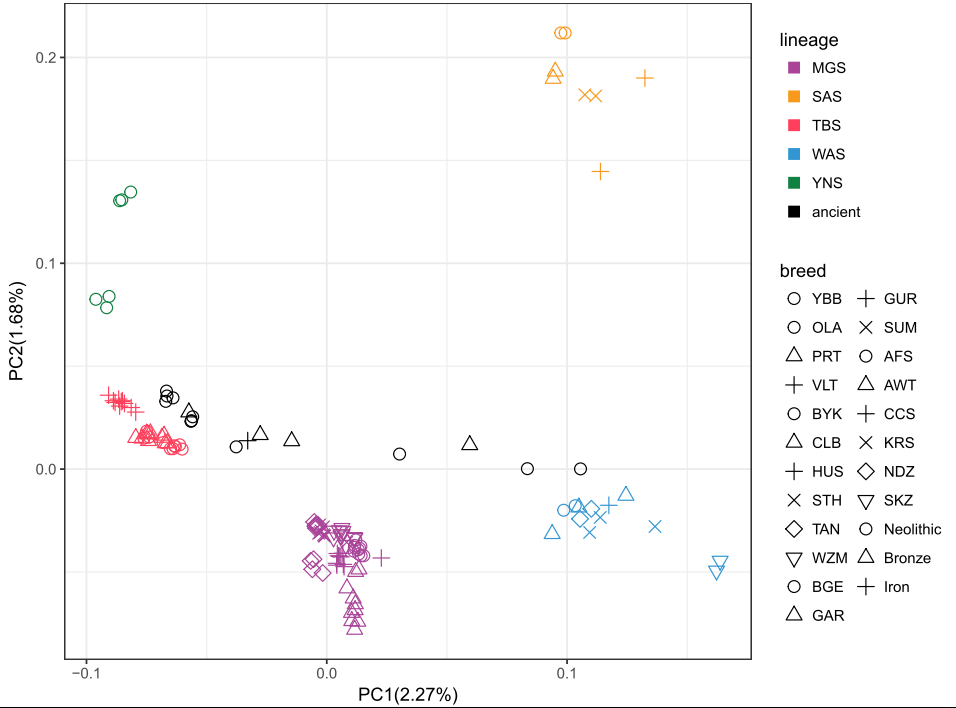 0.2
0.1
0.0
PC2(1.68%)
−0.1
0.0
0.1
PC1(2.27%)
lineage
MGS
SAS
TBS
WAS
YNS
ancient
breed
YBB GUR
OLA SUM
PRT AFS
VLT AWT
BYK CCS
CLB KRS
HUS NDZ
STH SKZ
TAN Neolithic
WZM Bronze
BGE Iron
GAR